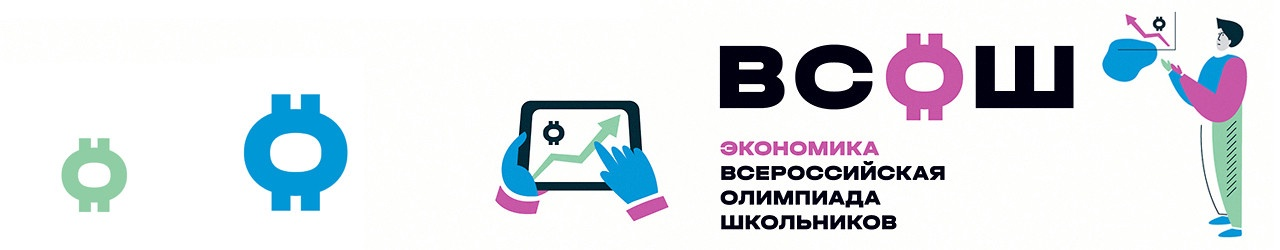 ВСОШ
ЭКОНОМИКА
ВСЕРОССИЙСКАЯ
ОЛИМПИАДА
ШКОЛЬНИКОВ